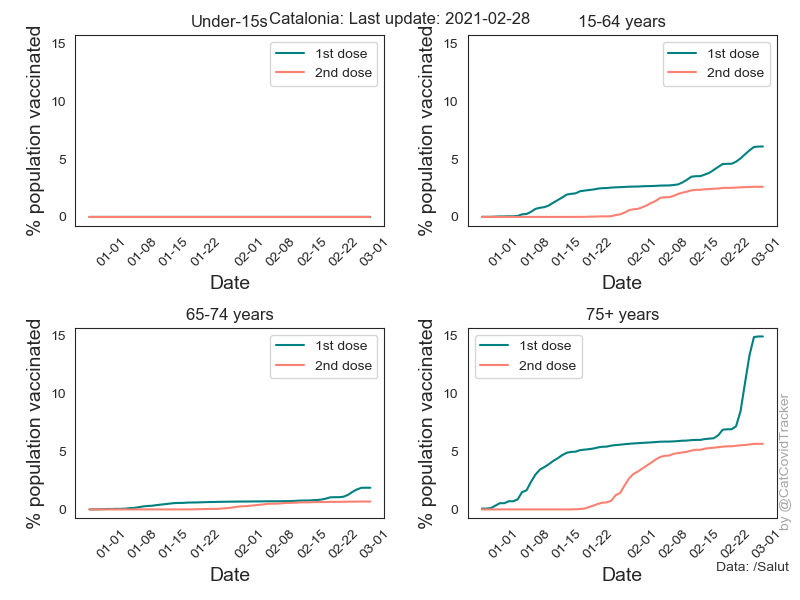 Catalonia: Last update: 2021-02-28
Under-15s
% population vaccinated
15
10
5
0
1st dose
2nd dose
01-01
01-08
01-15
01-22
02-01
02-08
02-15
02-22
03-01
Date
15-64 years
% population vaccinated
15
10
5
0
1st dose
2nd dose
01-01
01-08
01-15
01-22
02-01
02-08
02-15
02-22
03-01
Date
65-74 years
% population vaccinated
15
10
5
0
1st dose
2nd dose
01-01
01-08
01-15
01-22
02-01
02-08
02-15
02-22
03-01
Date
75+ years
% population vaccinated
15
10
5
0
1st dose
2nd dose
01-01
01-08
01-15
01-22
02-01
02-08
02-15
02-22
03-01
Date
by @CatCovidTracker
Data: /Salut